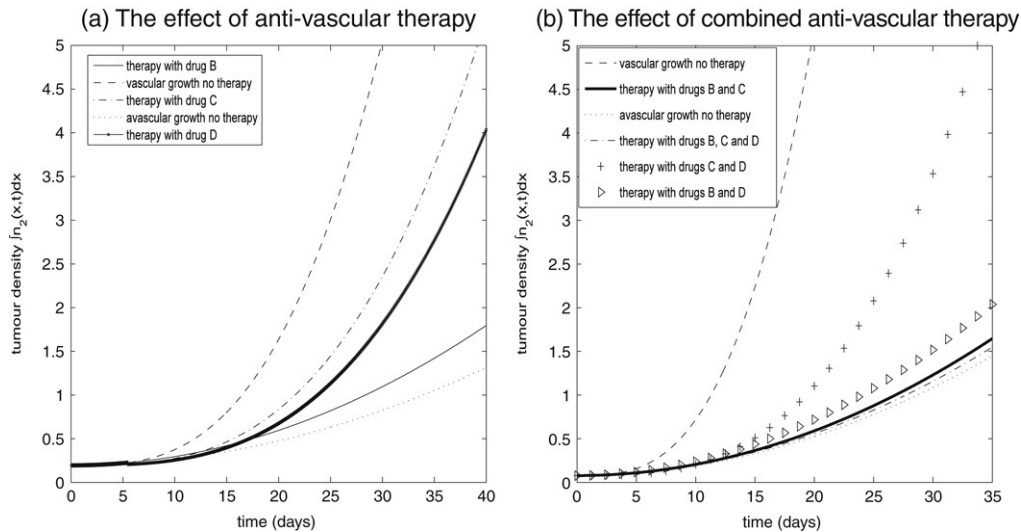 (a) The effect of anti-vascular therapy
5
4.5
4
3.5
3
2.5
2
1.5
1
0.5
0
tumour density ∫n₂(x,t)dx
therapy with drug B
vascular growth no therapy
therapy with drug C
avascular growth no therapy
therapy with drug D
0 5 10 15 20 25 30 35 40
time (days)
(b) The effect of combined anti-vascular therapy
5
4.5
4
3.5
3
2.5
2
1.5
1
0.5
0
tumour density ∫n₂(x,t)dx
vascular growth no therapy
therapy with drugs B and C
avascular growth no therapy
therapy with drugs B, C and D
therapy with drugs C and D
therapy with drugs B and D
0 5 10 15 20 25 30 35
time (days)